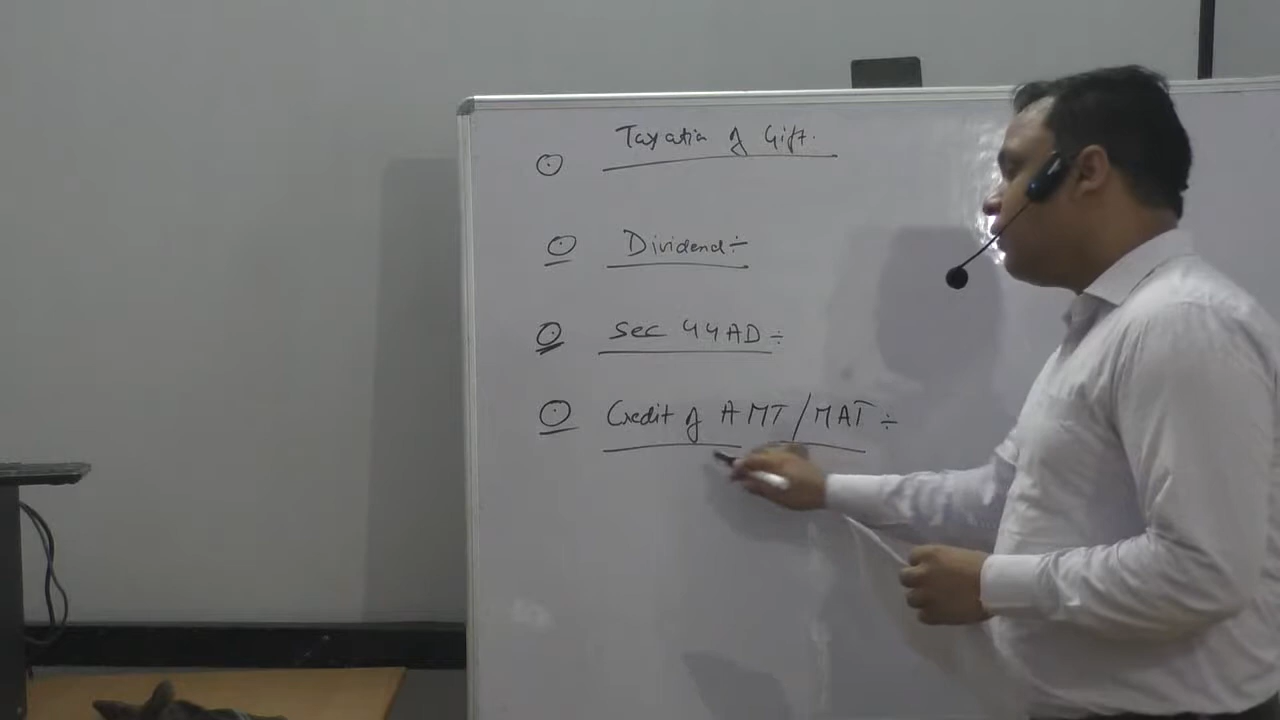 Taxation of Gift.
Dividend÷
Sec 44AD÷
Credit of AMT/MAT÷